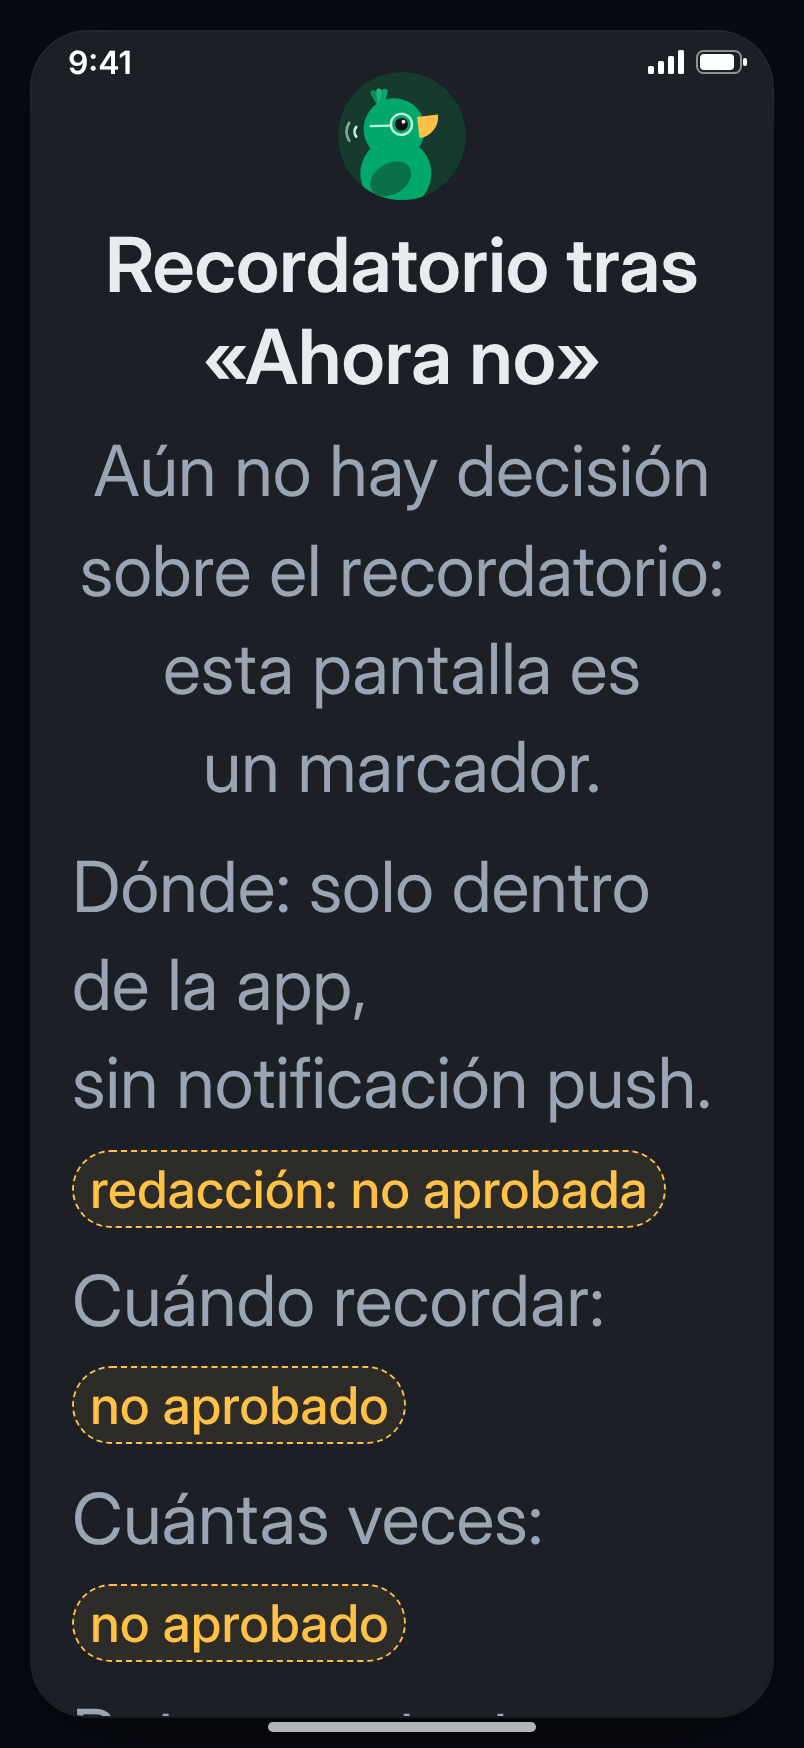 9:41
Recordatorio tras
«Ahora no»
Aún no hay decisión
sobre el recordatorio:
esta pantalla es
un marcador.
Dónde: solo dentro
de la app,
sin notificación push.
redacción: no aprobada
Cuándo recordar:
no aprobado
Cuántas veces:
no aprobado